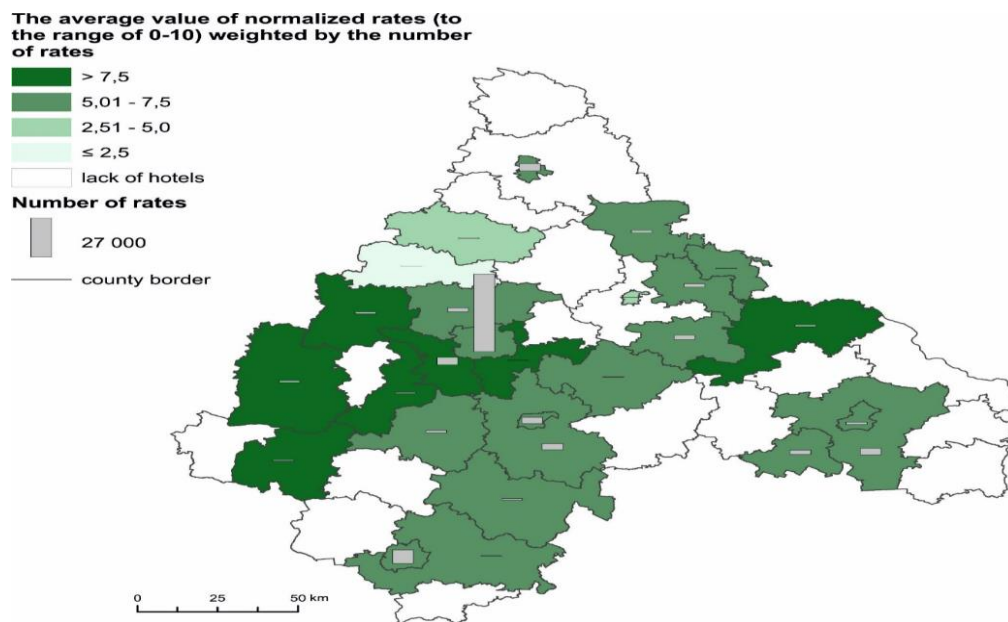 The average value of normalized rates (to
the range of 0-10) weighted by the number
of rates
> 7,5
5,01 - 7,5
2,51 - 5,0
≤ 2,5
lack of hotels
Number of rates
27 000
county border
0 25 50 km